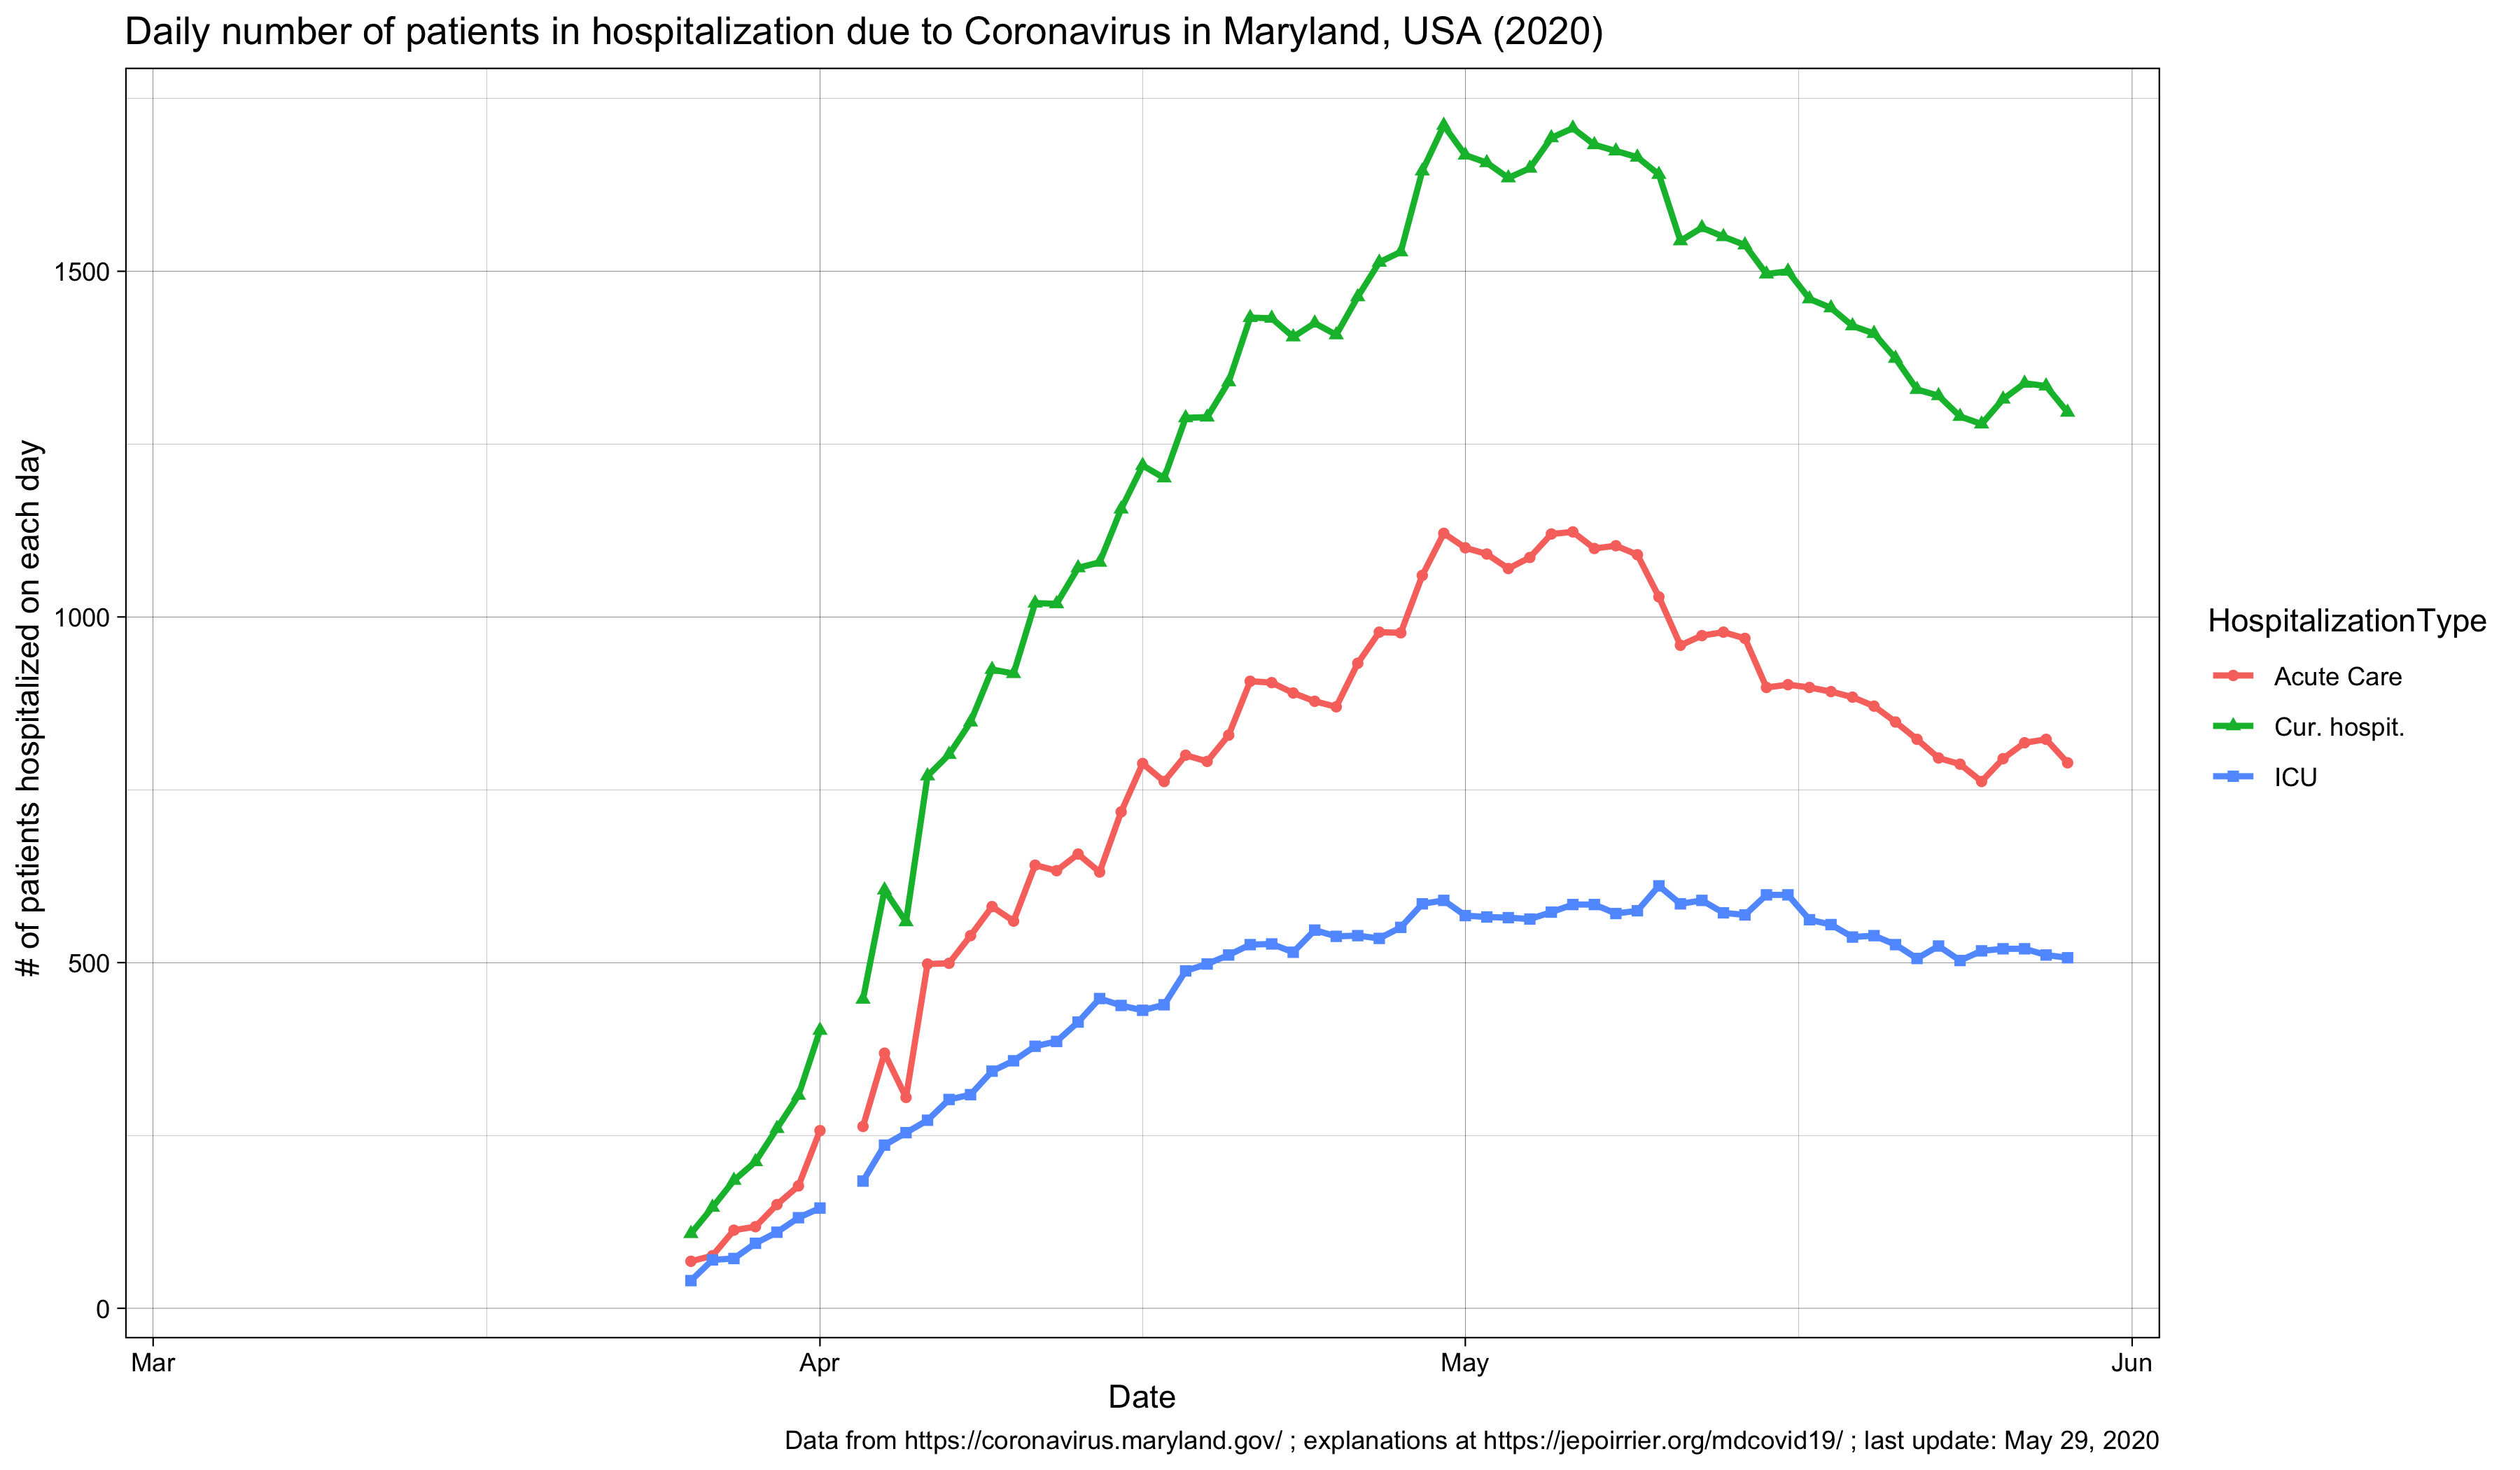 Daily number of patients in hospitalization due to Coronavirus in Maryland, USA (2020)
# of patients hospitalized on each day
1500
1000
500
0
Mar
Apr
May
Jun
Date
HospitalizationType
Acute Care
Cur. hospit.
ICU
Data from https://coronavirus.maryland.gov/ ; explanations at https://jepoirrier.org/mdcovid19/ ; last update: May 29, 2020